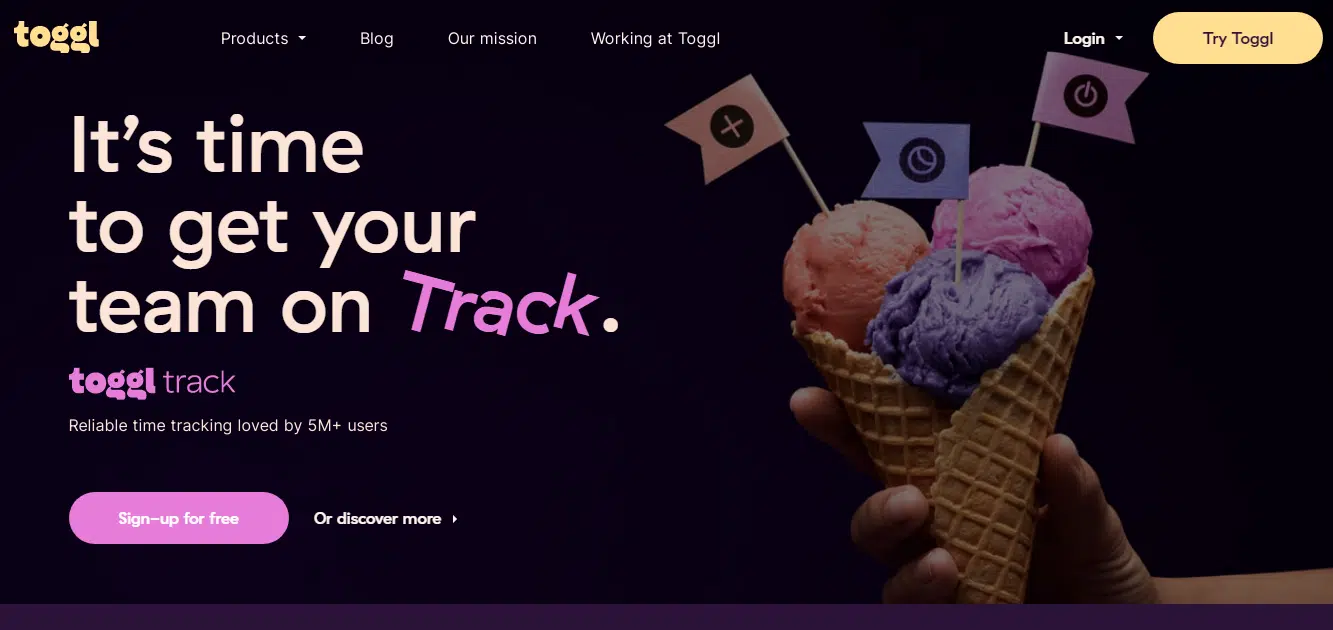 toggl
Products
Blog
Our mission
Working at Toggl
Login
Try Toggl
It’s time
to get your
team on Track.
toggl track
Reliable time tracking loved by 5M+ users
Sign-up for free
Or discover more